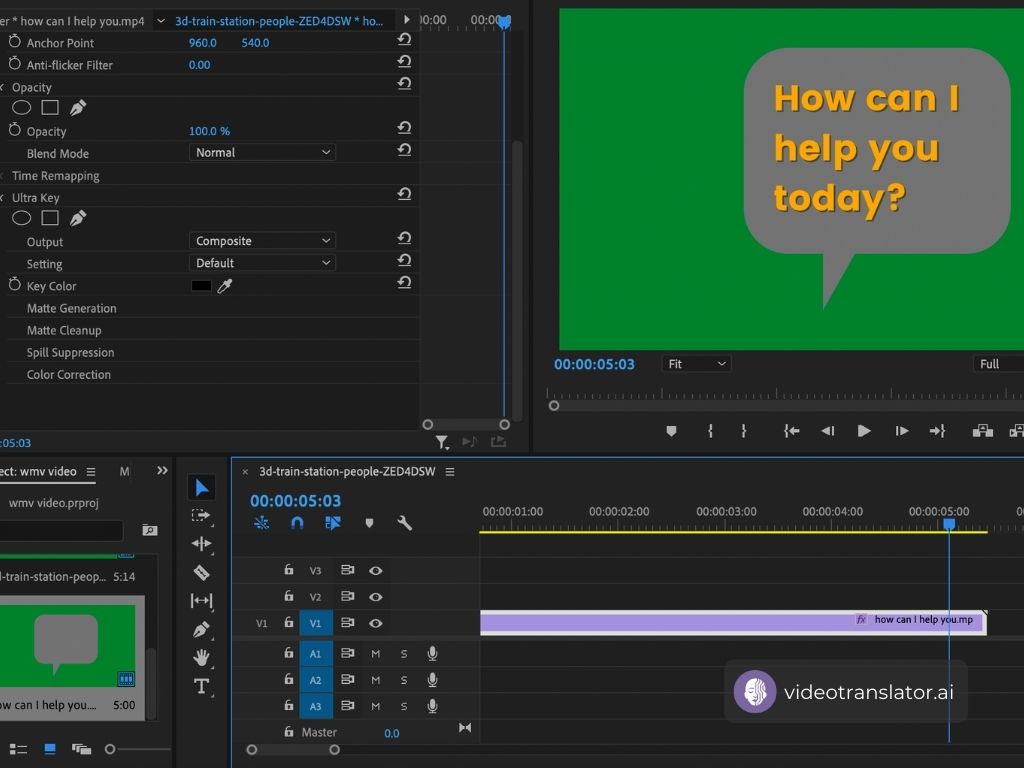 er * how can I help you.mp4
3d-train-station-people-ZED4DSW * ho...
:00:00
00:00:0
Anchor Point 960.0 540.0
Anti-flicker Filter 0.00
Opacity
Opacity 100.0 %
Blend Mode Normal
Time Remapping
Ultra Key
Output Composite
Setting Default
Key Color
Matte Generation
Matte Cleanup
Spill Suppression
Color Correction
:05:03
How can I
help you
today?
00:00:05:03 Fit Full
ect: wmv video
M
wmv video.prproj
d-train-station-peop... 5:14
ow can I help you.... 5:00
3d-train-station-people-ZED4DSW
00:00:05:03
00:00:01:00 00:00:02:00 00:00:03:00 00:00:04:00 00:00:05:00
V3
V2
V1 V1
fx how can I help you.mp
A1 M S
A2 M S
A3 M S
Master 0.0
videotranslator.ai